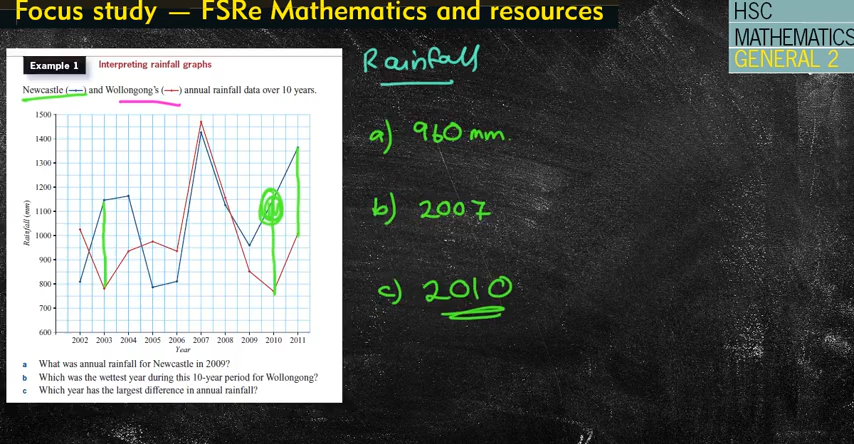 Focus study — FSRe Mathematics and resources
HSC
MATHEMATICS
GENERAL 2
Example 1 Interpreting rainfall graphs
Newcastle (—) and Wollongong's (—) annual rainfall data over 10 years.
1500
1400
1300
1200
1100
1000
900
800
700
600
Rainfall (mm)
2002 2003 2004 2005 2006 2007 2008 2009 2010 2011
Year
a What was annual rainfall for Newcastle in 2009?
b Which was the wettest year during this 10-year period for Wollongong?
c Which year has the largest difference in annual rainfall?
Rainfall
a) 960 mm.
b) 2007
c) 2010